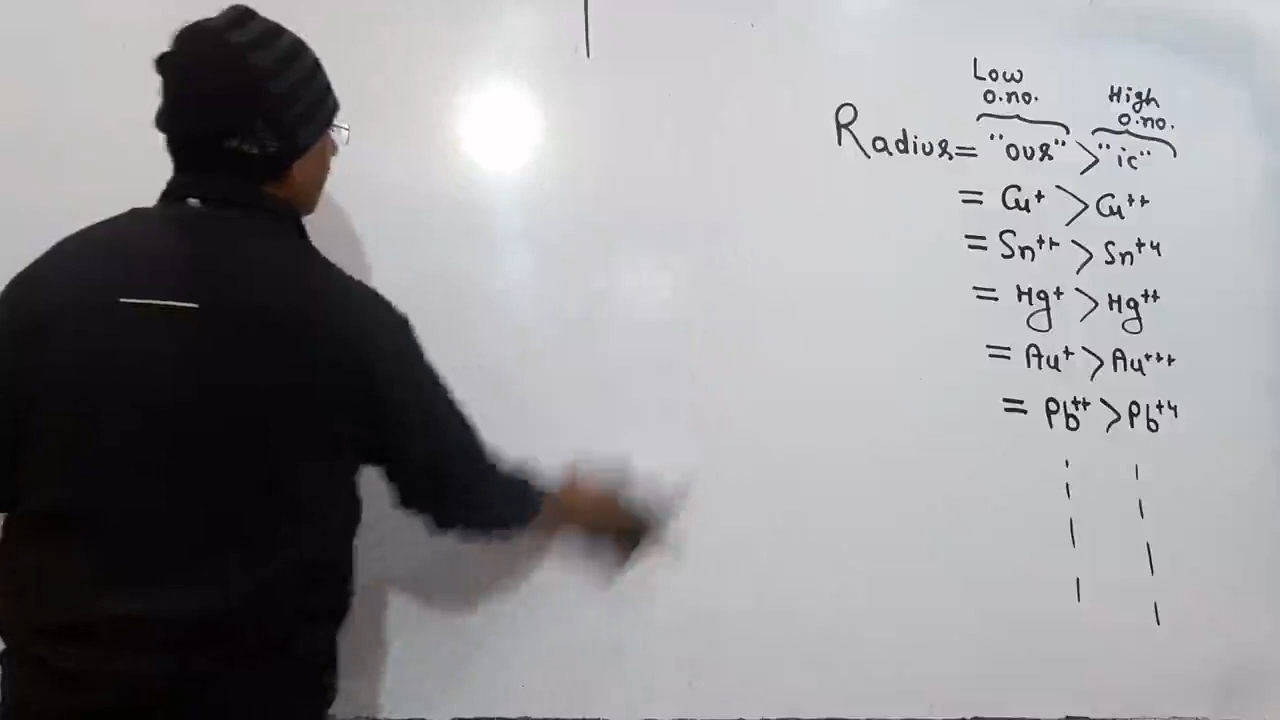 Low High
o.no. o.no.
Radius = "ous" > "ic"
= Cu⁺ > Cu⁺⁺
= Sn⁺⁺ > Sn⁺⁴
= Hg⁺ > Hg⁺⁺
= Au⁺ > Au⁺⁺⁺
= Pb⁺⁺ > Pb⁺⁴